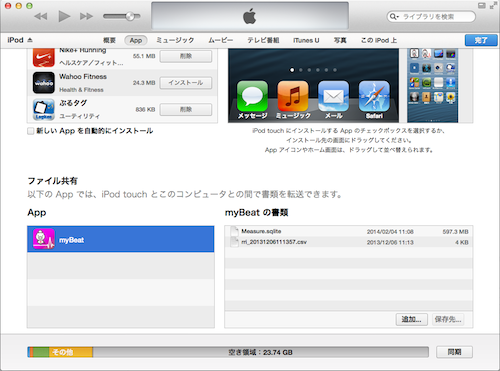 ライブラリを検索
iPod
概要
App
ミュージック
ムービー
テレビ番組
iTunes U
写真
この iPod 上
完了
Nike+ Running
ヘルスケア／フィット...
55.1 MB
削除
Wahoo Fitness
Health & Fitness
24.3 MB
インストール
ぷるタグ
ユーティリティ
836 KB
削除
新しい App を自動的にインストール
メッセージ
ミュージック
メール
Safari
iPod touch にインストールする App のチェックボックスを選択するか、
インストール先の画面にドラッグしてください。
App アイコンやホーム画面は、ドラッグして並べ替えられます。
ファイル共有
以下の App では、iPod touch とこのコンピュータとの間で書類を転送できます。
App
myBeat の書類
myBeat
Measure.sqlite 2014/02/04 11:08 597.3 MB
rri_20131206111357.csv 2013/12/06 11:13 4 KB
追加...
保存先...
その他
空き領域：23.74 GB
同期